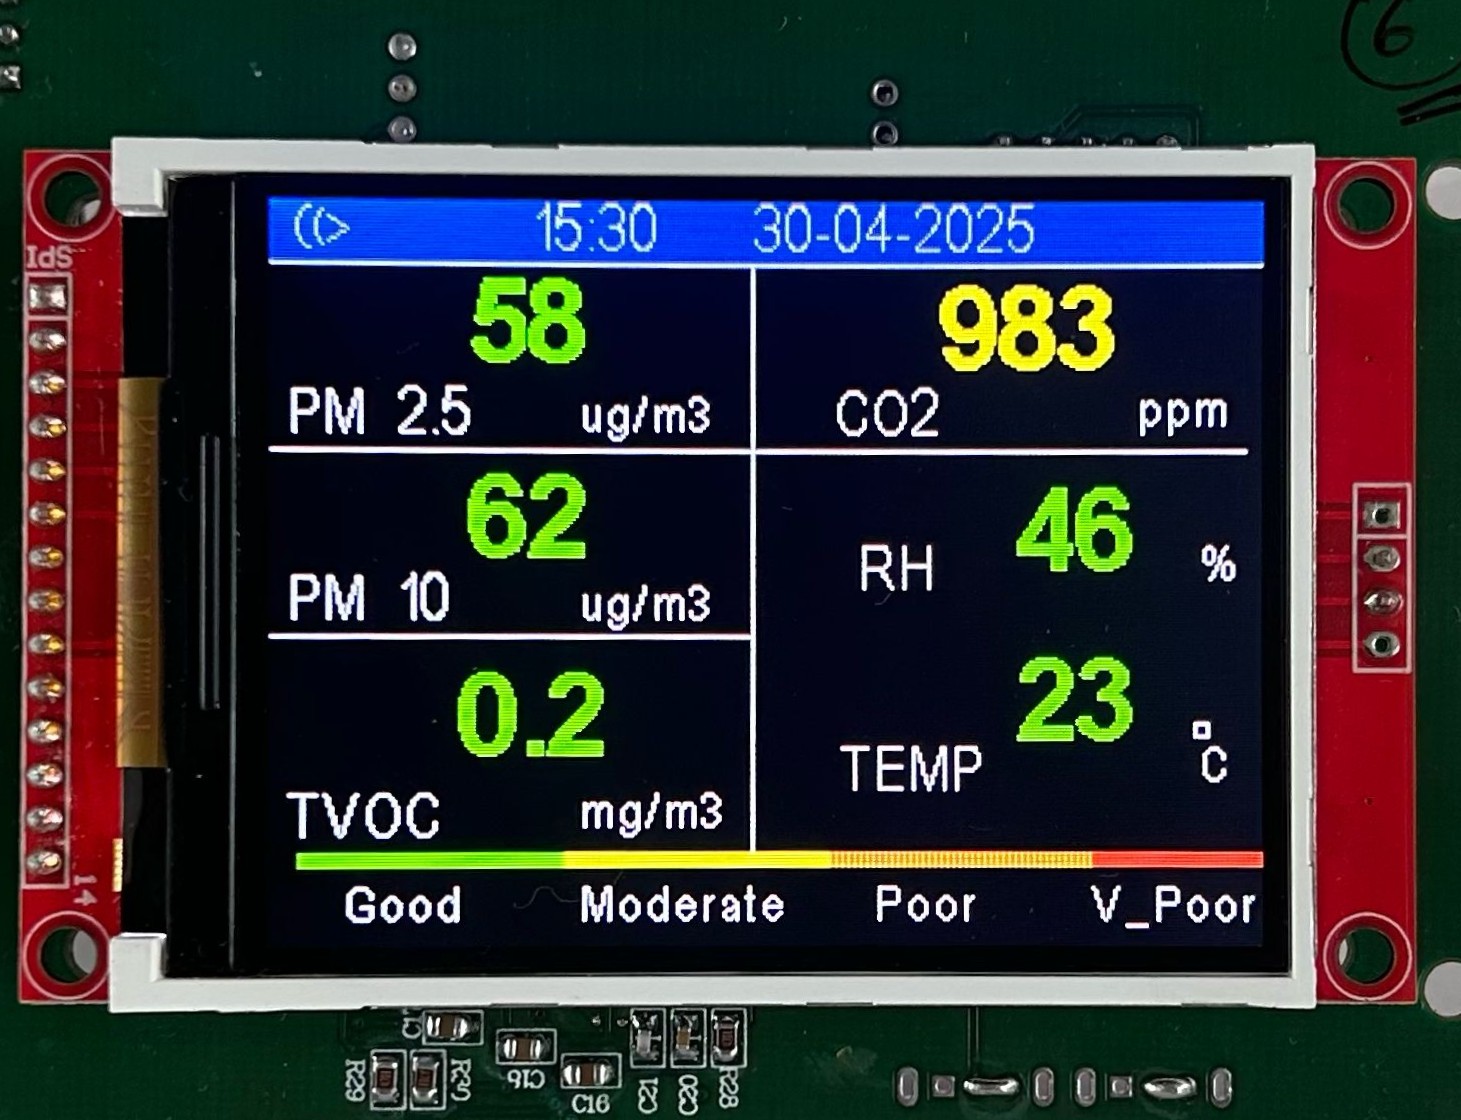 6
SPI
15:30 30-04-2025
58
PM 2.5 ug/m3
983
CO2 ppm
62
PM 10 ug/m3
46
RH %
0.2
TVOC mg/m3
23
TEMP °C
Good Moderate Poor V_Poor
14
R29
R30
C16
C21
C20
R28